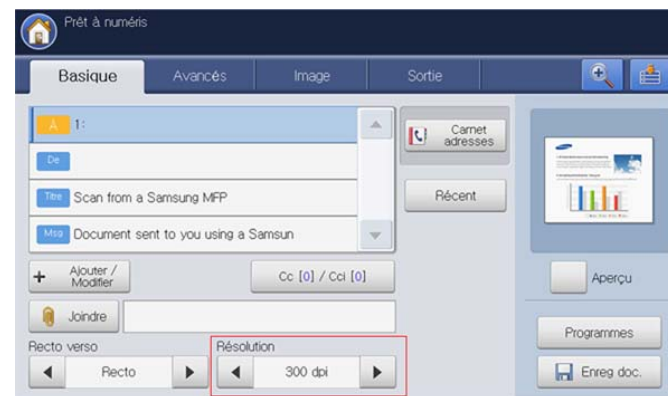 Prêt à numéris
Basique
Avancés
Image
Sortie
À 1:
De
Titre Scan from a Samsung MFP
Msg Document sent to you using a Samsun
Carnet
adresses
Récent
Ajouter /
Modifier
Cc [0] / Cci [0]
Joindre
Recto verso
Recto
Résolution
300 dpi
Aperçu
Programmes
Enreg doc.